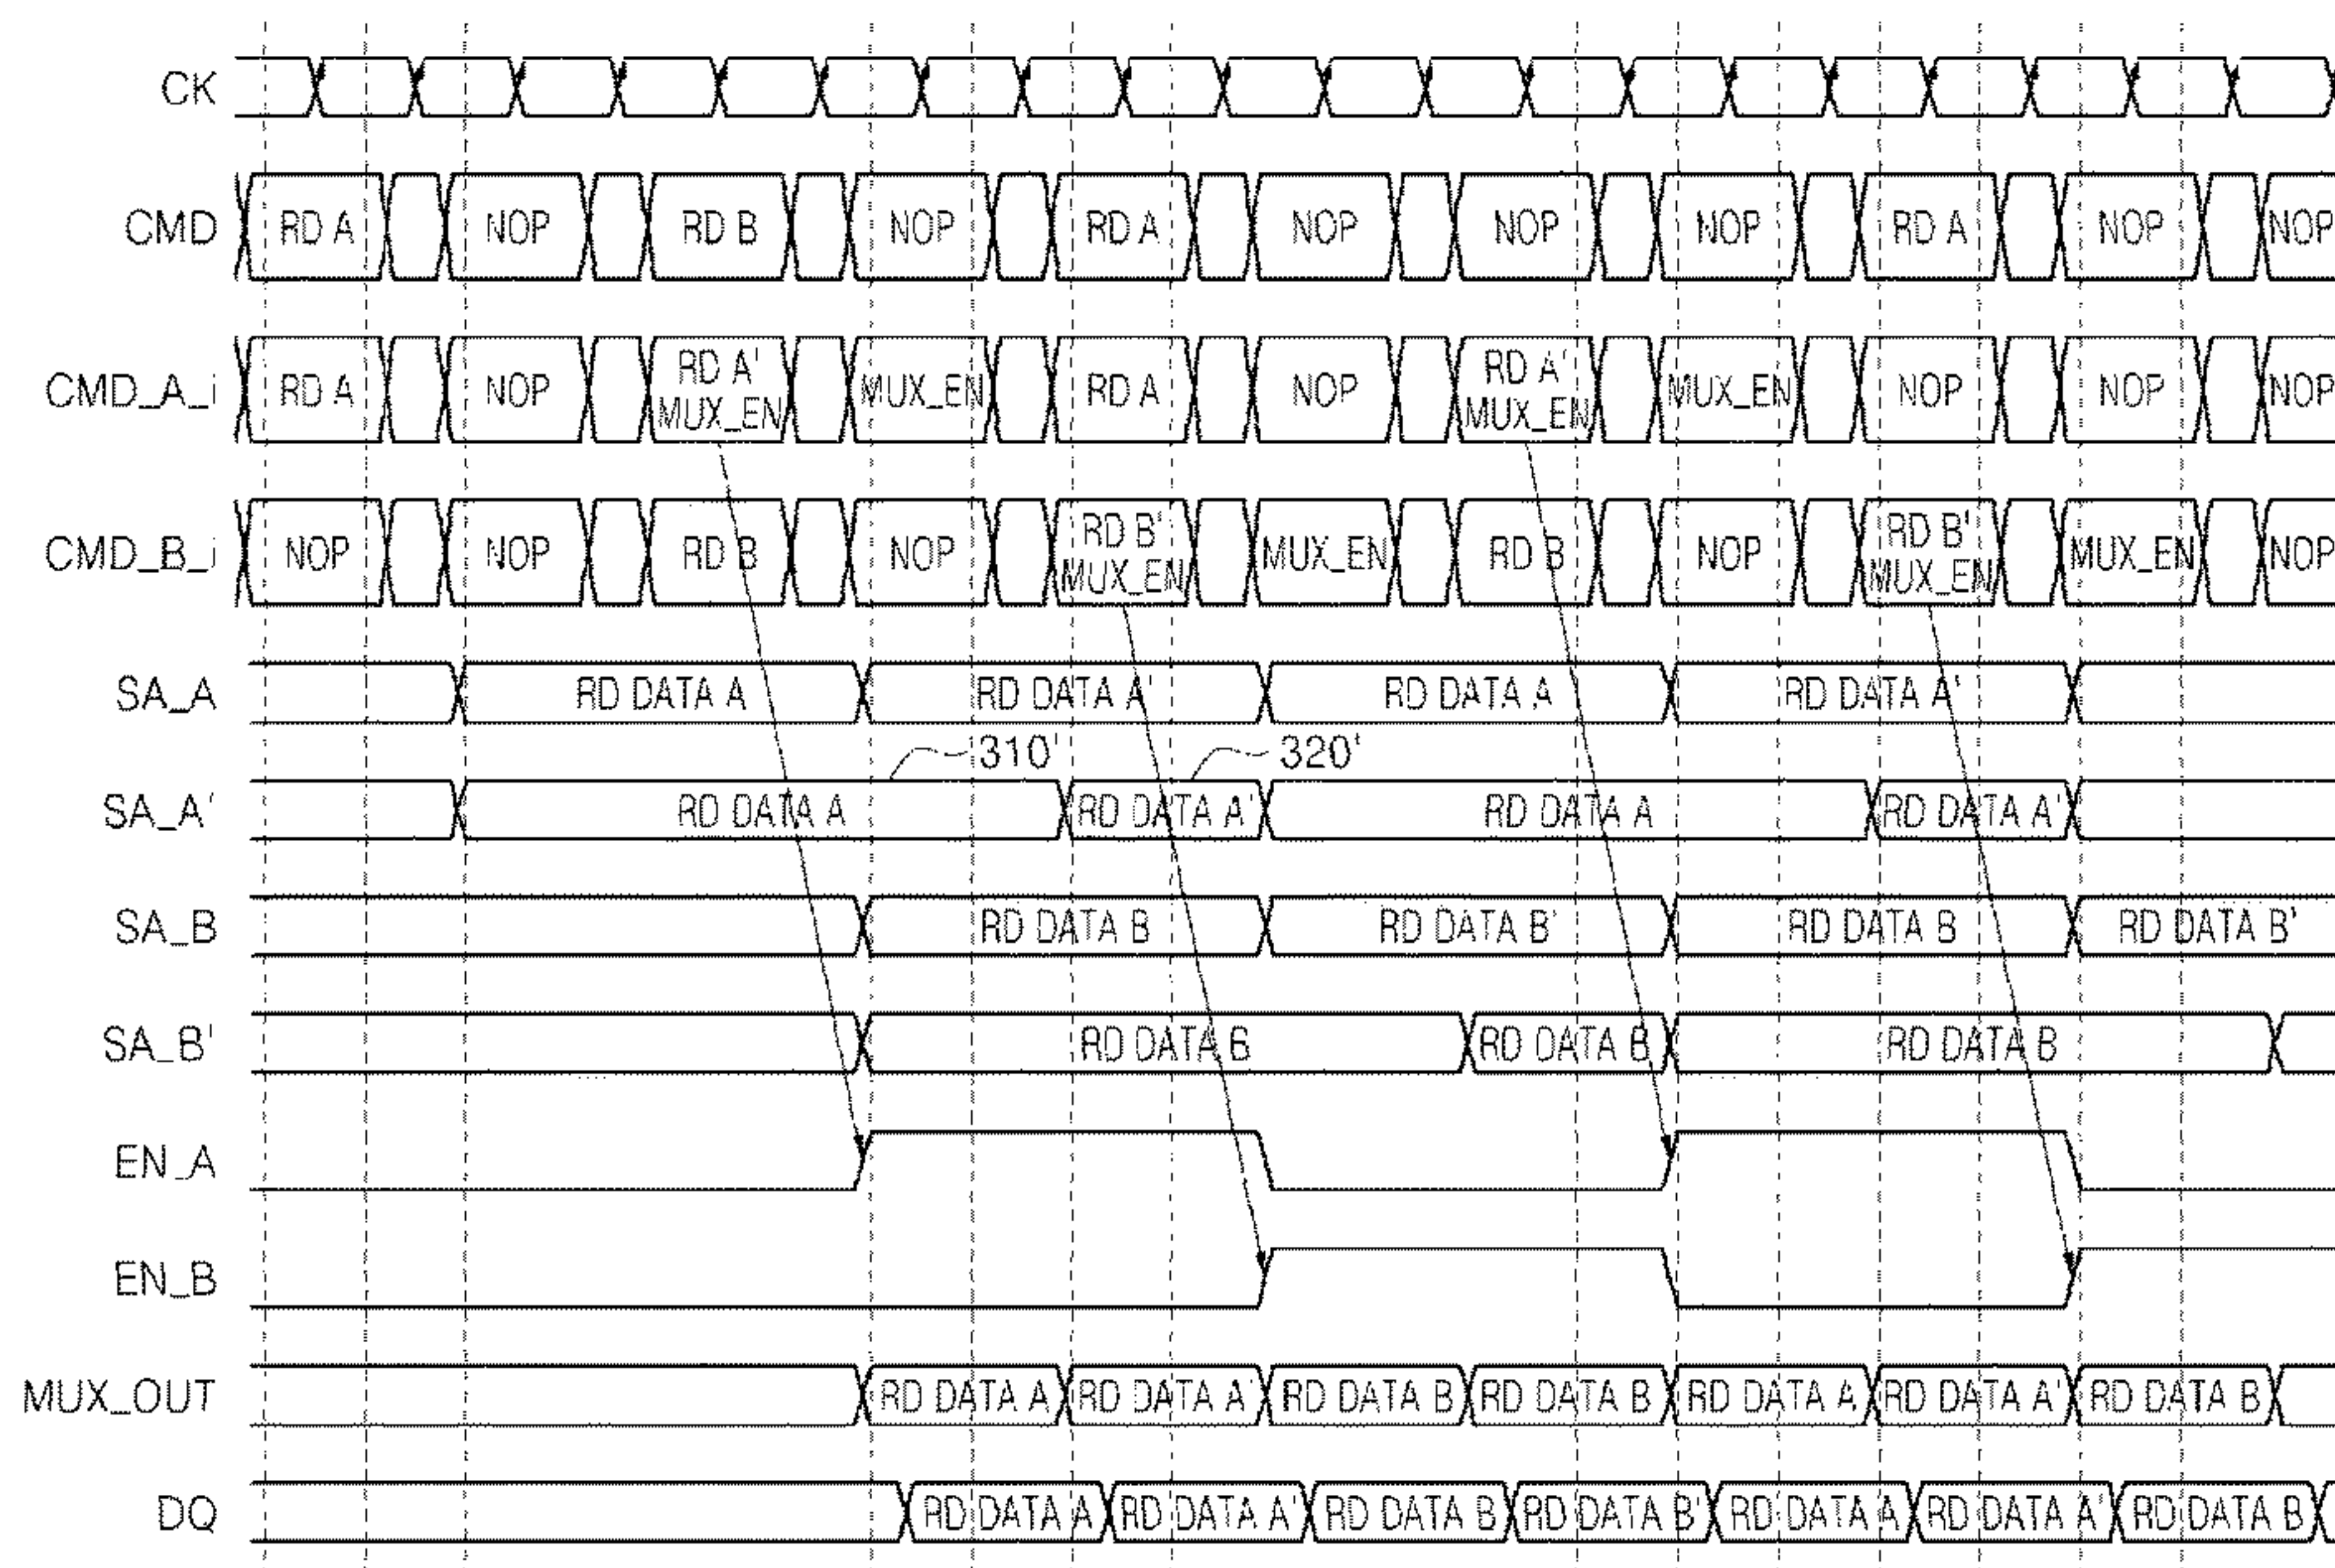 CK
CMD RD A NOP RD B NOP RD A NOP NOP NOP RD A NOP NOP
CMD_A_i RD A NOP RD A' MUX_EN MUX_EN RD A NOP RD A' MUX_EN MUX_EN NOP NOP NOP
CMD_B_i NOP NOP RD B NOP RD B' MUX_EN MUX_EN RD B NOP RD B' MUX_EN MUX_EN NOP
SA_A RD DATA A RD DATA A' RD DATA A RD DATA A'
310' 320'
SA_A' RD DATA A RD DATA A' RD DATA A RD DATA A'
SA_B RD DATA B RD DATA B' RD DATA B RD DATA B'
SA_B' RD DATA B RD DATA B RD DATA B
EN_A
EN_B
MUX_OUT RD DATA A RD DATA A' RD DATA B RD DATA B RD DATA A RD DATA A' RD DATA B
DQ RD DATA A RD DATA A' RD DATA B RD DATA B' RD DATA A RD DATA A' RD DATA B